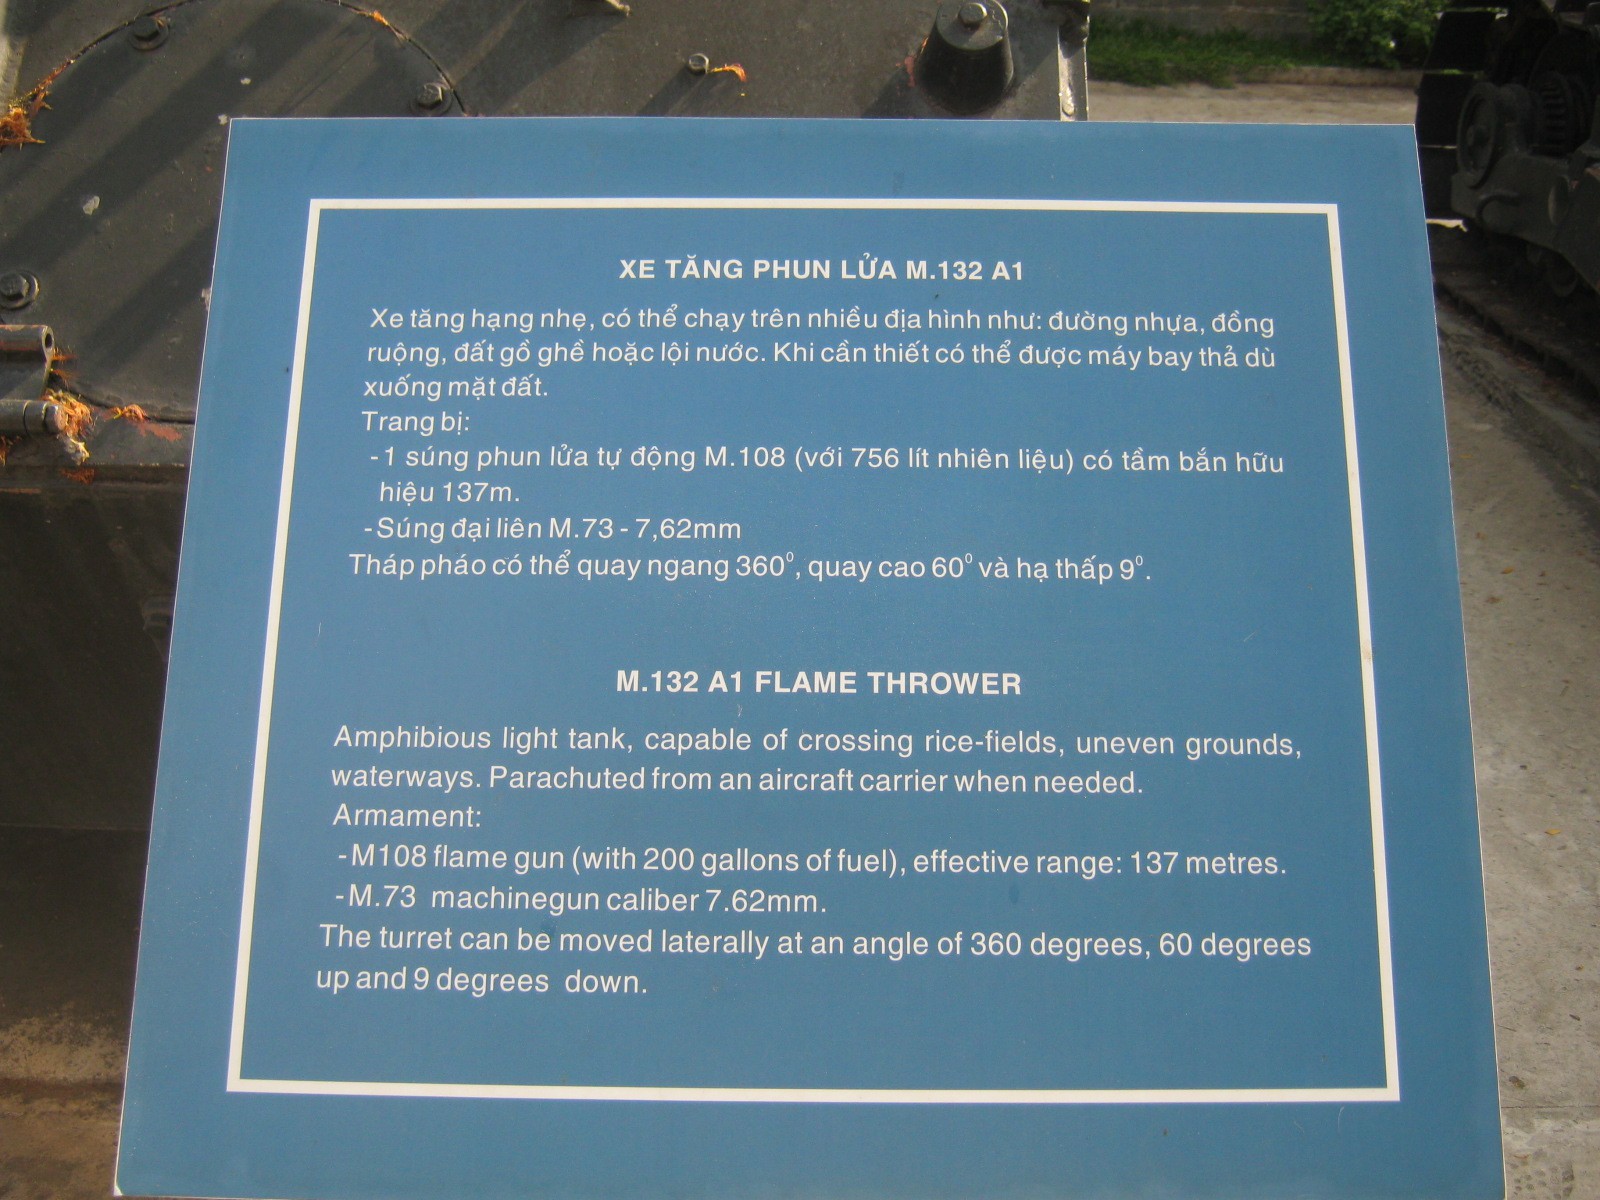 XE TĂNG PHUN LỬA M.132 A1
Xe tăng hạng nhẹ, có thể chạy trên nhiều địa hình như: đường nhựa, đồng
ruộng, đất gồ ghề hoặc lội nước. Khi cần thiết có thể được máy bay thả dù
xuống mặt đất.
Trang bị:
-1 súng phun lửa tự động M.108 (với 756 lít nhiên liệu) có tầm bắn hữu
hiệu 137m.
-Súng đại liên M.73 - 7,62mm
Tháp pháo có thể quay ngang 360⁰, quay cao 60⁰ và hạ thấp 9⁰.
M.132 A1 FLAME THROWER
Amphibious light tank, capable of crossing rice-fields, uneven grounds,
waterways. Parachuted from an aircraft carrier when needed.
Armament:
-M108 flame gun (with 200 gallons of fuel), effective range: 137 metres.
-M.73 machinegun caliber 7.62mm.
The turret can be moved laterally at an angle of 360 degrees, 60 degrees
up and 9 degrees down.